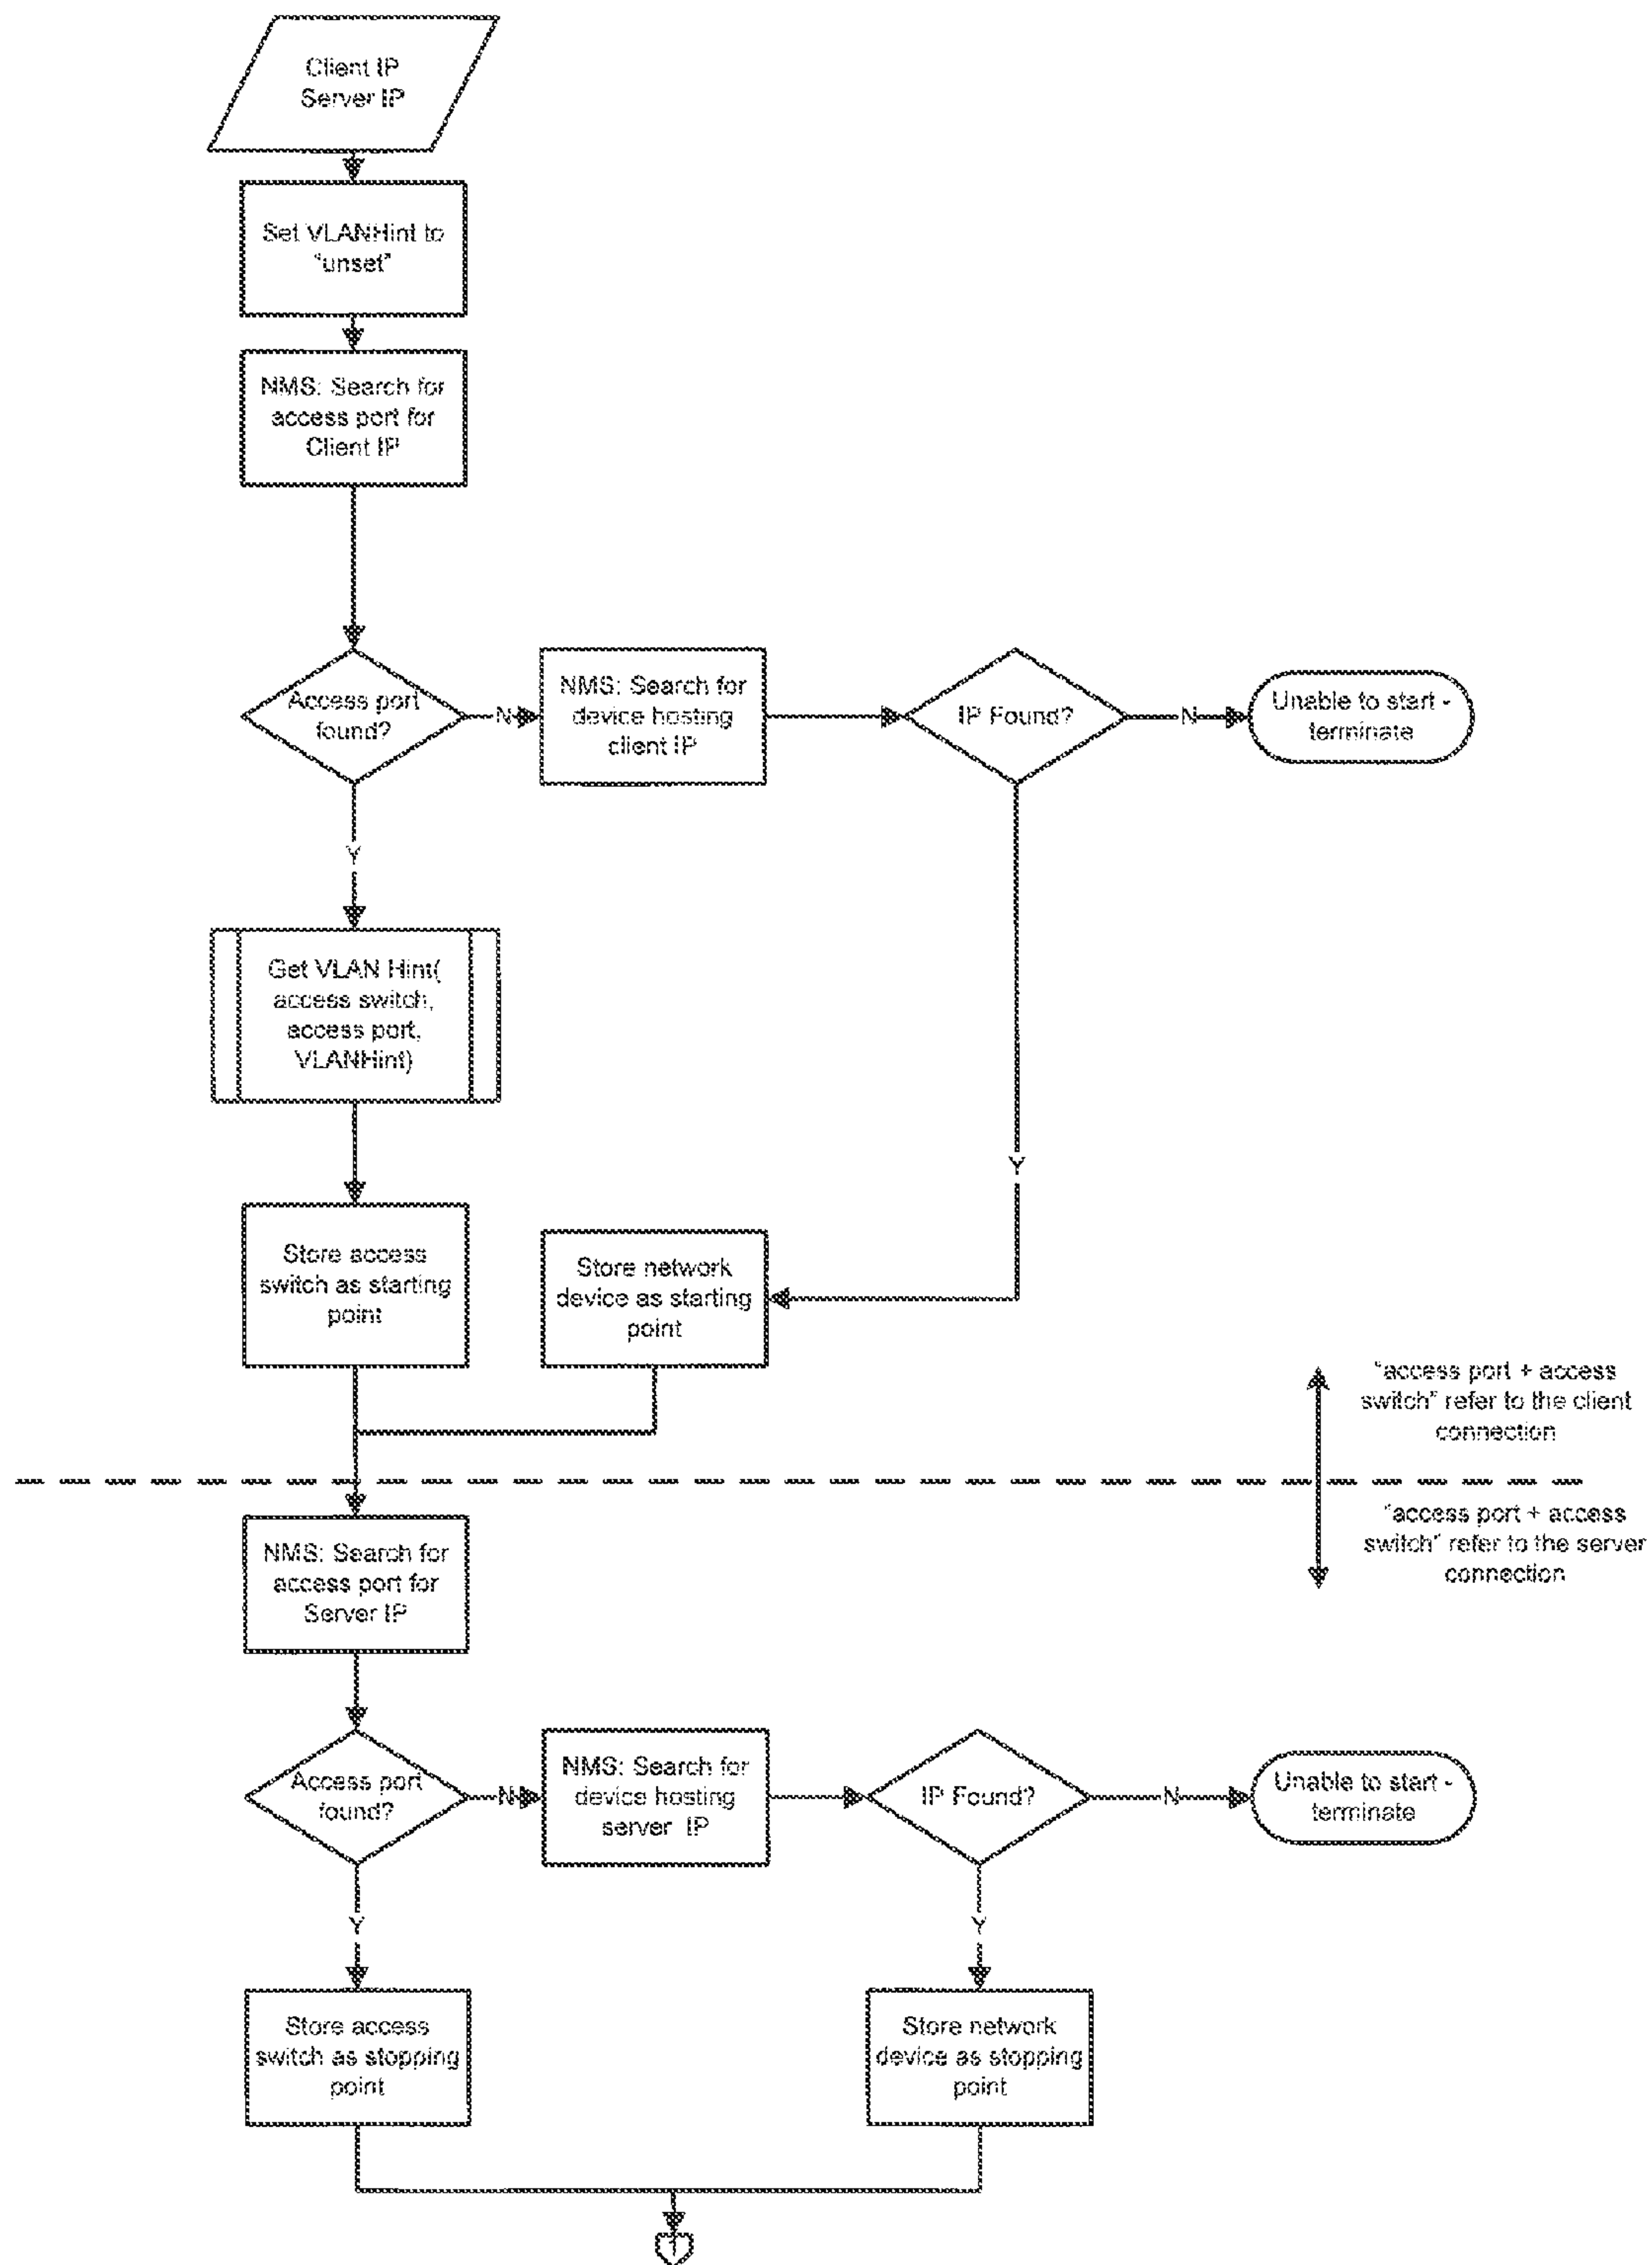 Client IP
Server IP
Set VLANHint to
"unset"
NMS: Search for
access port for
Client IP
Access port
found?
N
NMS: Search for
device hosting
client IP
IP Found?
N
Unable to start -
terminate
Y
Get VLAN Hint(
access switch,
access port,
VLANHint)
Y
Store access
switch as starting
point
Store network
device as starting
point
"access port + access
switch" refer to the client
connection
"access port + access
switch" refer to the server
connection
NMS: Search for
access port for
Server IP
Access port
found?
N
NMS: Search for
device hosting
server IP
IP Found?
N
Unable to start -
terminate
Y
Y
Store access
switch as stopping
point
Store network
device as stopping
point
1